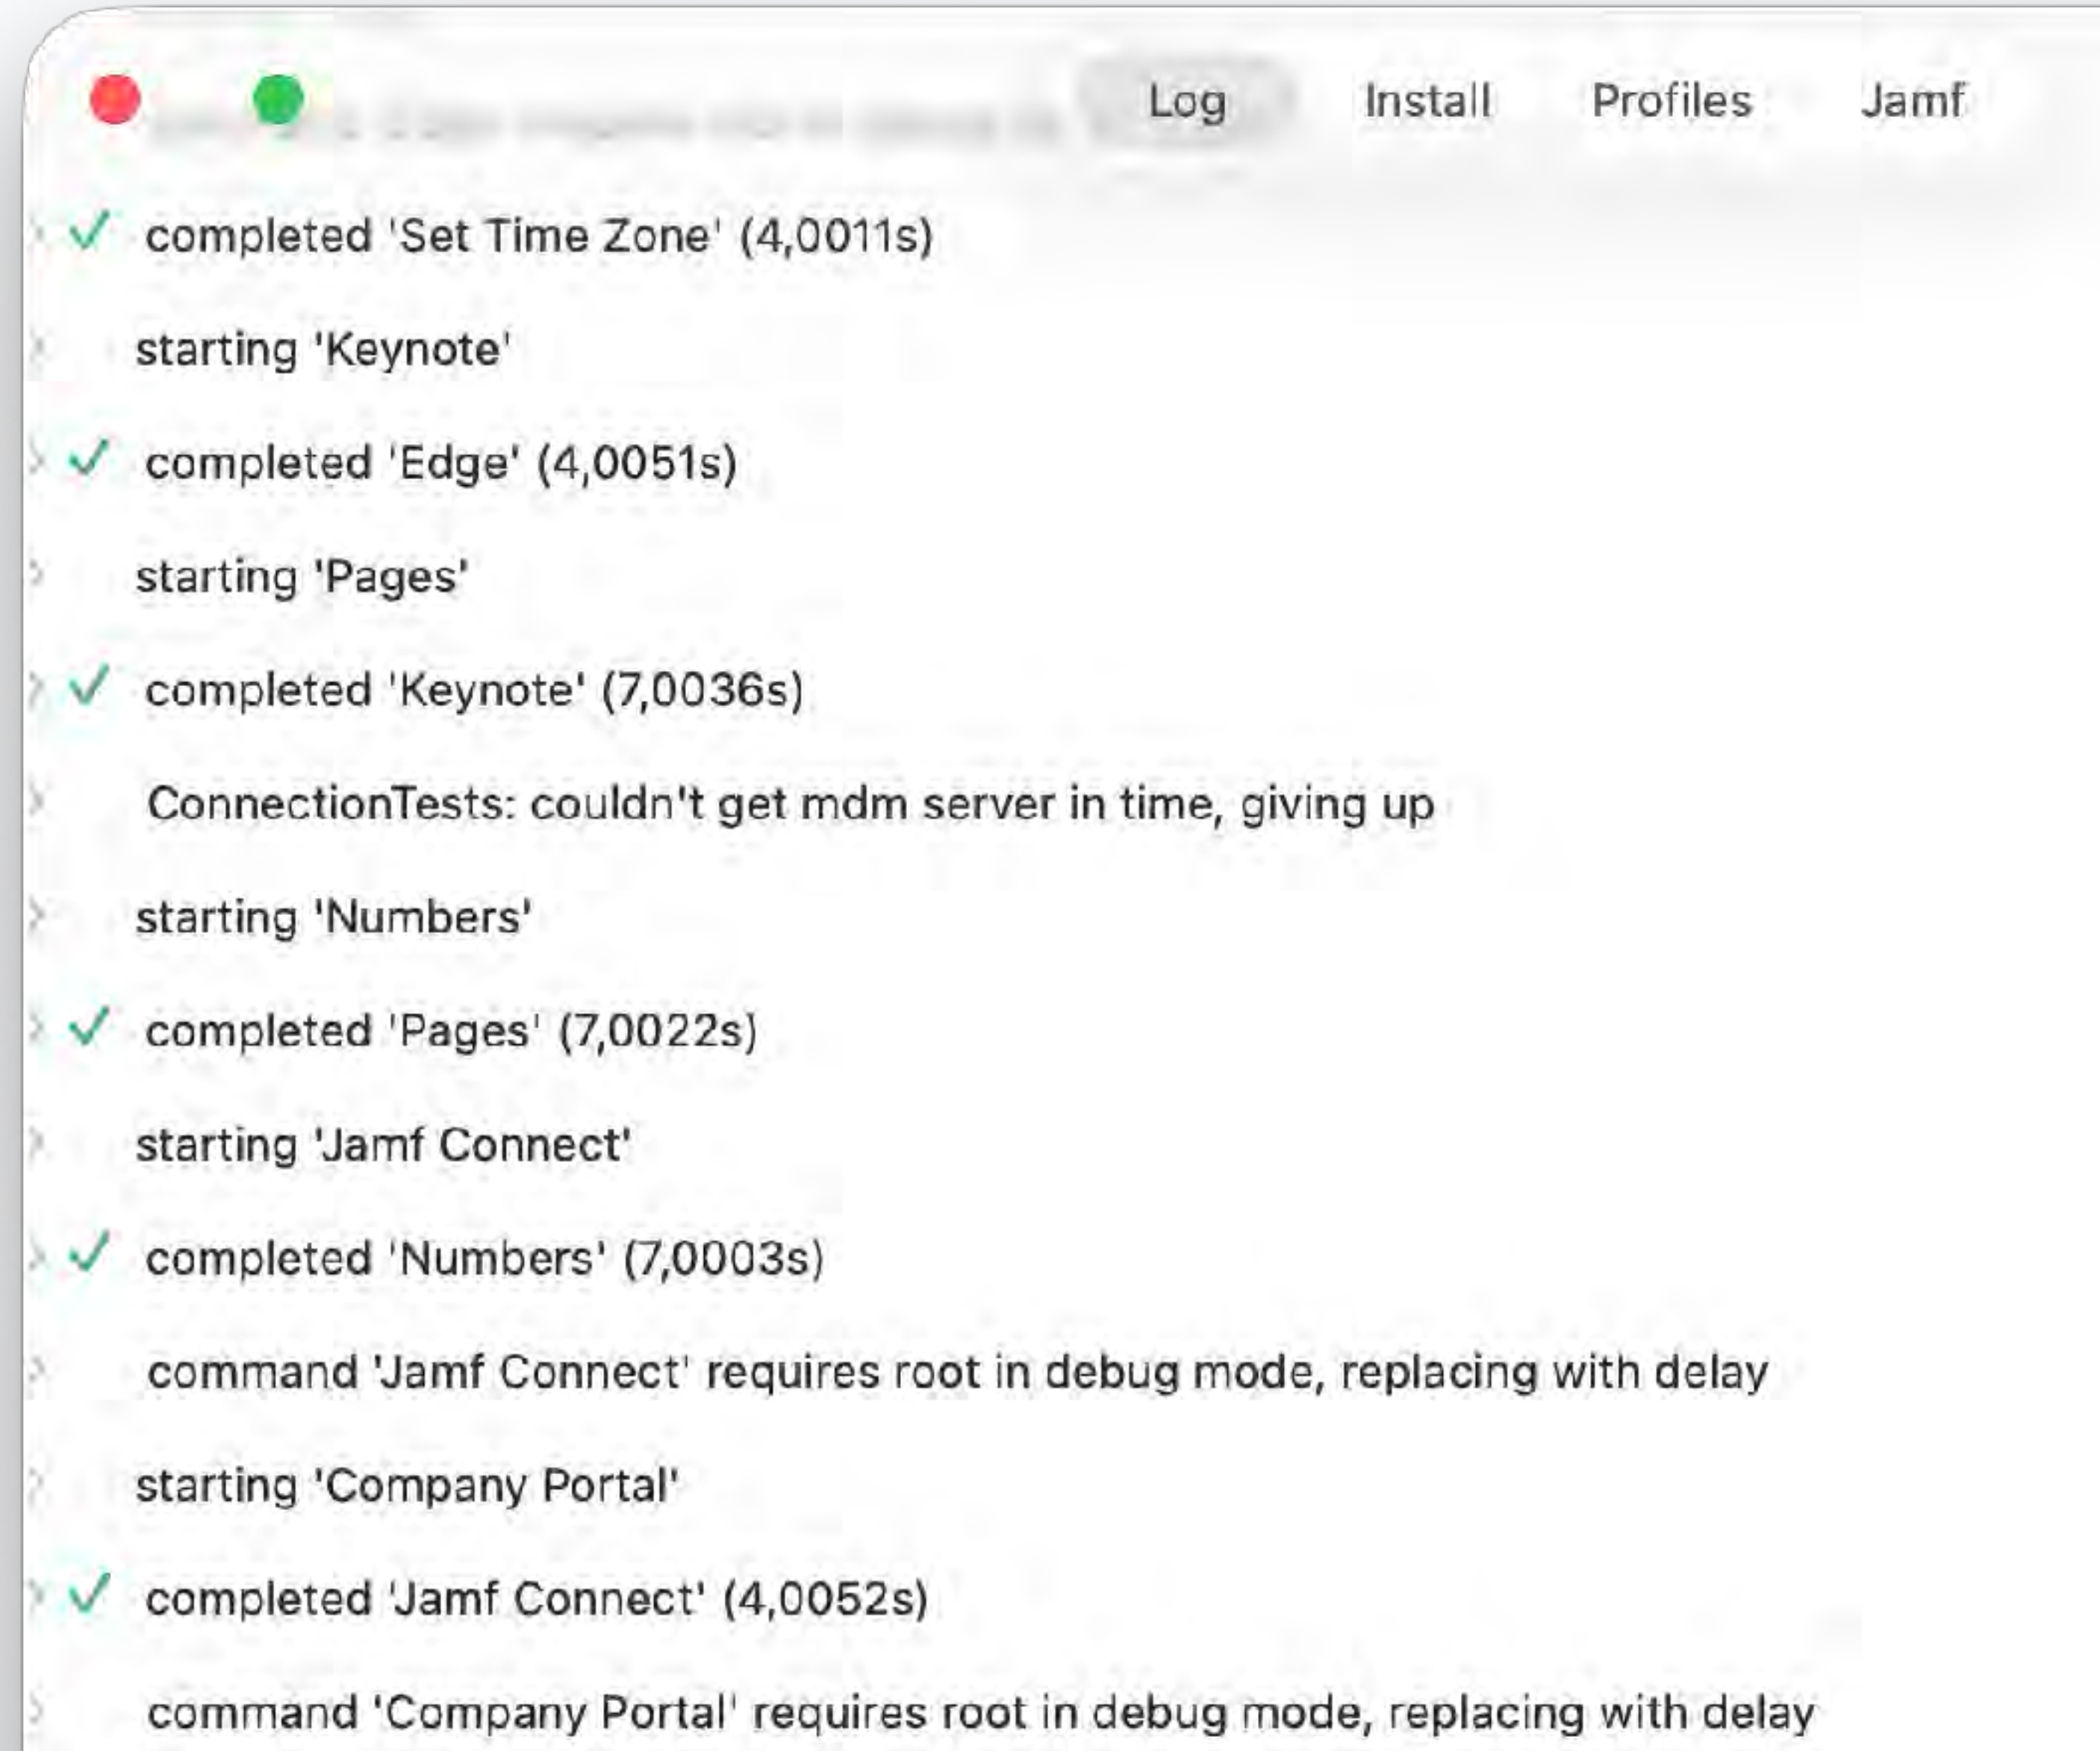 Log Install Profiles Jamf
completed 'Set Time Zone' (4,0011s)
starting 'Keynote'
completed 'Edge' (4,0051s)
starting 'Pages'
completed 'Keynote' (7,0036s)
ConnectionTests: couldn't get mdm server in time, giving up
starting 'Numbers'
completed 'Pages' (7,0022s)
starting 'Jamf Connect'
completed 'Numbers' (7,0003s)
command 'Jamf Connect' requires root in debug mode, replacing with delay
starting 'Company Portal'
completed 'Jamf Connect' (4,0052s)
command 'Company Portal' requires root in debug mode, replacing with delay